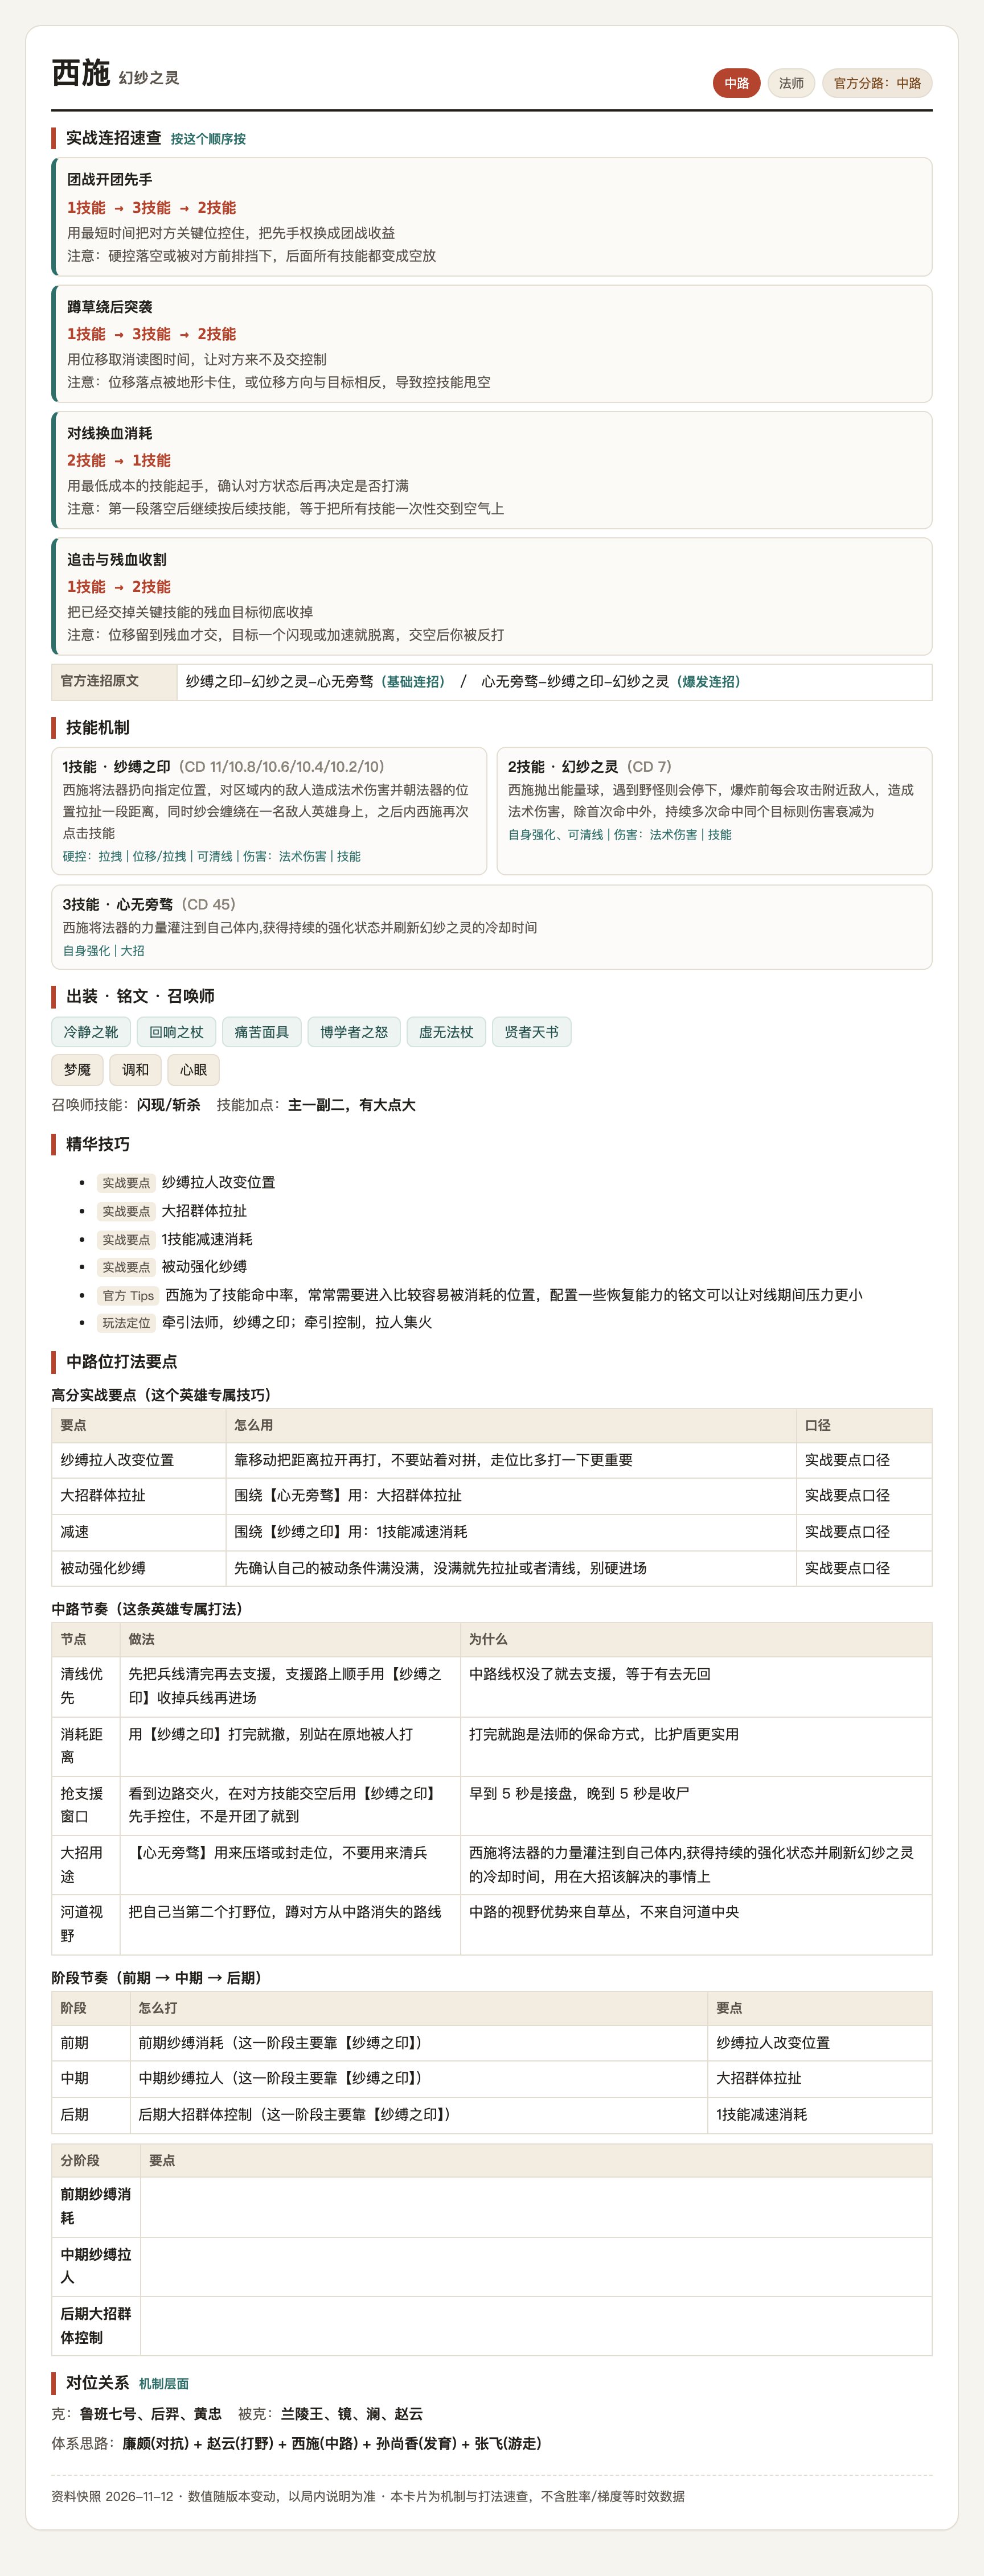 西施 幻纱之灵
中路 法师 官方分路：中路
实战连招速查 按这个顺序按
团战开团先手
1技能 → 3技能 → 2技能
用最短时间把对方关键位控住，把先手权换成团战收益
注意：硬控落空或被对方前排挡下，后面所有技能都变成空放
蹲草绕后突袭
1技能 → 3技能 → 2技能
用位移取消读图时间，让对方来不及交控制
注意：位移落点被地形卡住，或位移方向与目标相反，导致控技能甩空
对线换血消耗
2技能 → 1技能
用最低成本的技能起手，确认对方状态后再决定是否打满
注意：第一段落空后继续按后续技能，等于把所有技能一次性交到空气上
追击与残血收割
1技能 → 2技能
把已经交掉关键技能的残血目标彻底收掉
注意：位移留到残血才交，目标一个闪现或加速就脱离，交空后你被反打
官方连招原文 纱缚之印–幻纱之灵–心无旁骛（基础连招） / 心无旁骛–纱缚之印–幻纱之灵（爆发连招）
技能机制
1技能 · 纱缚之印（CD 11/10.8/10.6/10.4/10.2/10）
西施将法器扔向指定位置，对区域内的敌人造成法术伤害并朝法器的位
置拉扯一段距离，同时纱会缠绕在一名敌人英雄身上，之后内西施再次
点击技能
硬控：拉拽 | 位移/拉拽 | 可清线 | 伤害：法术伤害 | 技能
2技能 · 幻纱之灵（CD 7）
西施抛出能量球，遇到野怪则会停下，爆炸前每会攻击附近敌人，造成
法术伤害，除首次命中外，持续多次命中同个目标则伤害衰减为
自身强化、可清线 | 伤害：法术伤害 | 技能
3技能 · 心无旁骛（CD 45）
西施将法器的力量灌注到自己体内,获得持续的强化状态并刷新幻纱之灵的冷却时间
自身强化 | 大招
出装 · 铭文 · 召唤师
冷静之靴 回响之杖 痛苦面具 博学者之怒 虚无法杖 贤者天书
梦魇 调和 心眼
召唤师技能：闪现/斩杀 技能加点：主一副二，有大点大
精华技巧
• 实战要点 纱缚拉人改变位置
• 实战要点 大招群体拉扯
• 实战要点 1技能减速消耗
• 实战要点 被动强化纱缚
• 官方 Tips 西施为了技能命中率，常常需要进入比较容易被消耗的位置，配置一些恢复能力的铭文可以让对线期间压力更小
• 玩法定位 牵引法师，纱缚之印；牵引控制，拉人集火
中路位打法要点
高分实战要点（这个英雄专属技巧）
要点 怎么用 口径
纱缚拉人改变位置 靠移动把距离拉开再打，不要站着对拼，走位比多打一下更重要 实战要点口径
大招群体拉扯 围绕【心无旁骛】用：大招群体拉扯 实战要点口径
减速 围绕【纱缚之印】用：1技能减速消耗 实战要点口径
被动强化纱缚 先确认自己的被动条件满没满，没满就先拉扯或者清线，别硬进场 实战要点口径
中路节奏（这条英雄专属打法）
节点 做法 为什么
清线优
先
先把兵线清完再去支援，支援路上顺手用【纱缚之
印】收掉兵线再进场
中路线权没了就去支援，等于有去无回
消耗距
离
用【纱缚之印】打完就撤，别站在原地被人打
打完就跑是法师的保命方式，比护盾更实用
抢支援
窗口
看到边路交火，在对方技能交空后用【纱缚之印】
先手控住，不是开团了就到
早到 5 秒是接盘，晚到 5 秒是收尸
大招用
途
【心无旁骛】用来压塔或封走位，不要用来清兵
西施将法器的力量灌注到自己体内,获得持续的强化状态并刷新幻纱之灵
的冷却时间，用在大招该解决的事情上
河道视
野
把自己当第二个打野位，蹲对方从中路消失的路线
中路的视野优势来自草丛，不来自河道中央
阶段节奏（前期 → 中期 → 后期）
阶段 怎么打 要点
前期 前期纱缚消耗（这一阶段主要靠【纱缚之印】） 纱缚拉人改变位置
中期 中期纱缚拉人（这一阶段主要靠【纱缚之印】） 大招群体拉扯
后期 后期大招群体控制（这一阶段主要靠【纱缚之印】） 1技能减速消耗
分阶段 要点
前期纱缚消
耗
中期纱缚拉
人
后期大招群
体控制
对位关系 机制层面
克：鲁班七号、后羿、黄忠 被克：兰陵王、镜、澜、赵云
体系思路：廉颇(对抗) + 赵云(打野) + 西施(中路) + 孙尚香(发育) + 张飞(游走)
资料快照 2026–11–12 · 数值随版本变动，以局内说明为准 · 本卡片为机制与打法速查，不含胜率/梯度等时效数据